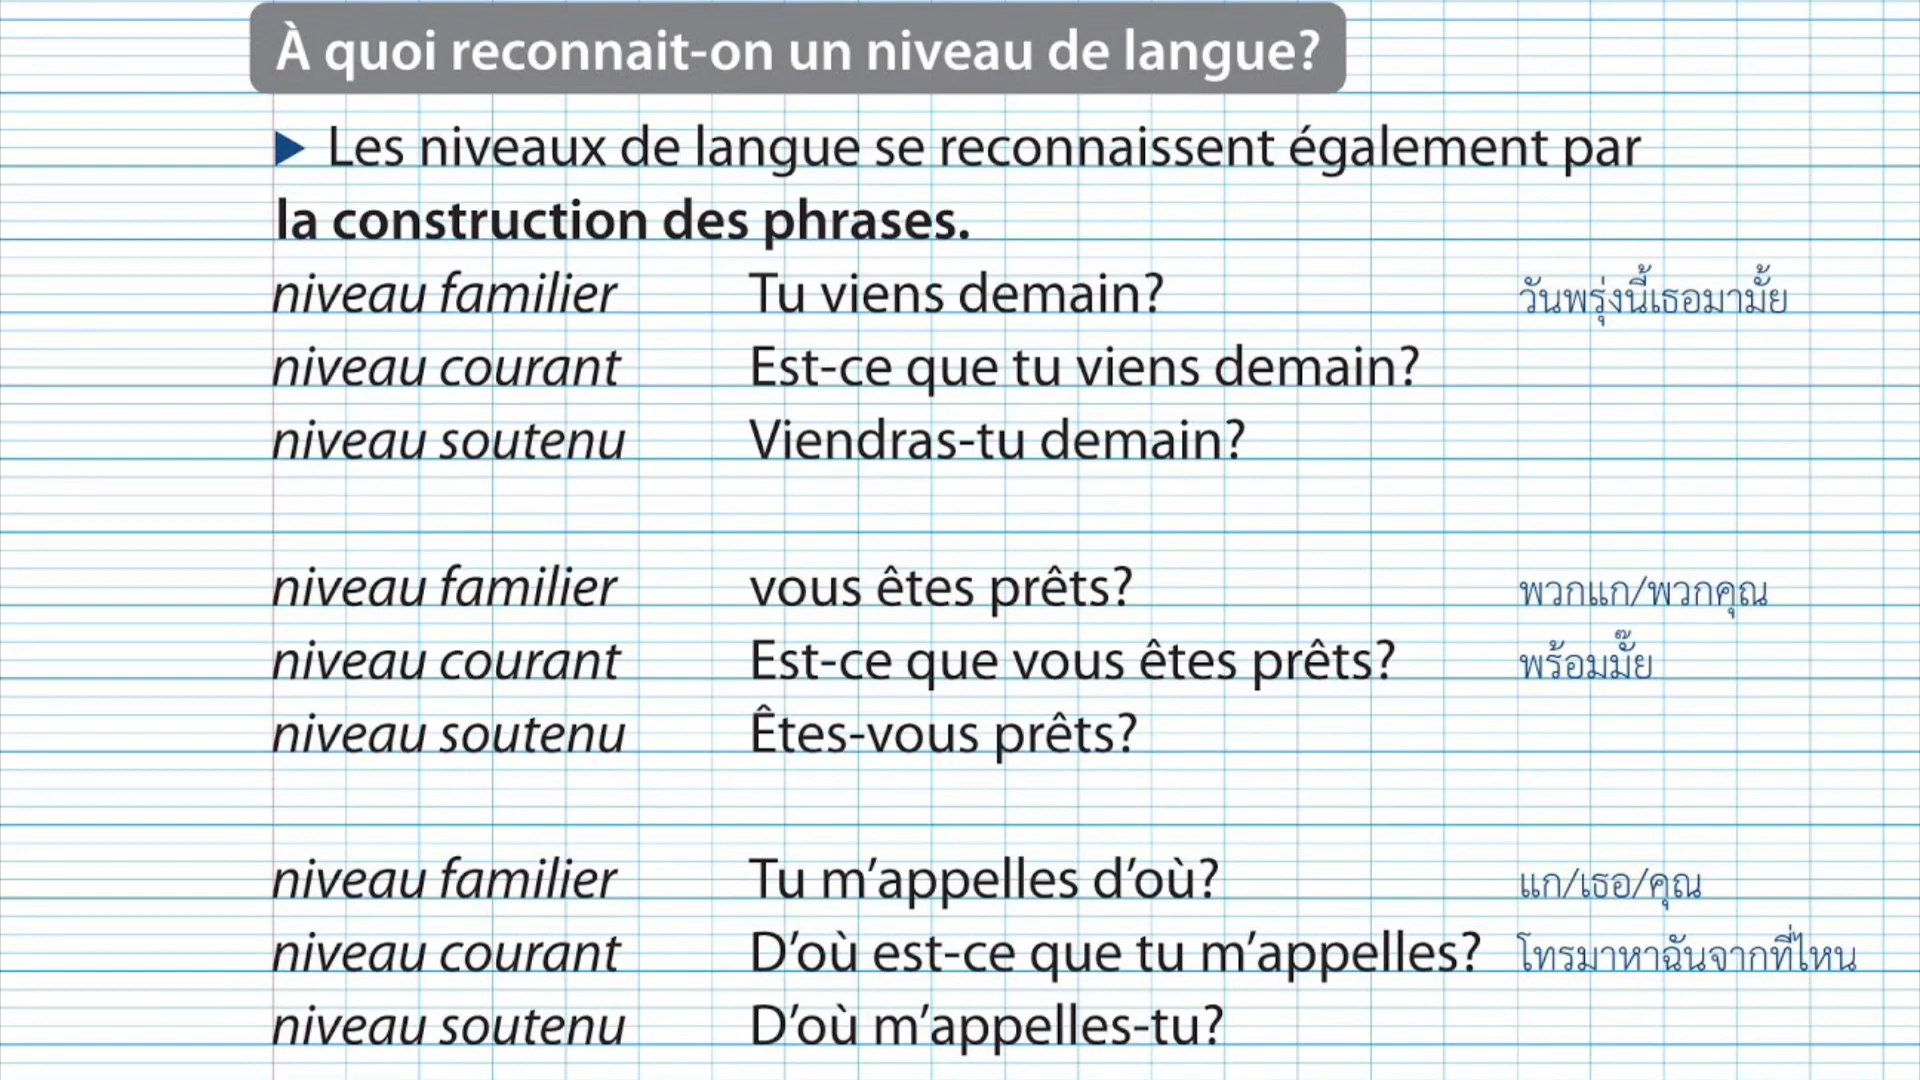 À quoi reconnait-on un niveau de langue?
▶ Les niveaux de langue se reconnaissent également par
la construction des phrases.
niveau familier Tu viens demain? วันพรุ่งนี้เธอมามั้ย
niveau courant Est-ce que tu viens demain?
niveau soutenu Viendras-tu demain?
niveau familier vous êtes prêts? พวกแก/พวกคุณ
niveau courant Est-ce que vous êtes prêts? พร้อมมั๊ย
niveau soutenu Êtes-vous prêts?
niveau familier Tu m’appelles d’où? แก/เธอ/คุณ
niveau courant D’où est-ce que tu m’appelles? โทรมาหาฉันจากที่ไหน
niveau soutenu D’où m’appelles-tu?